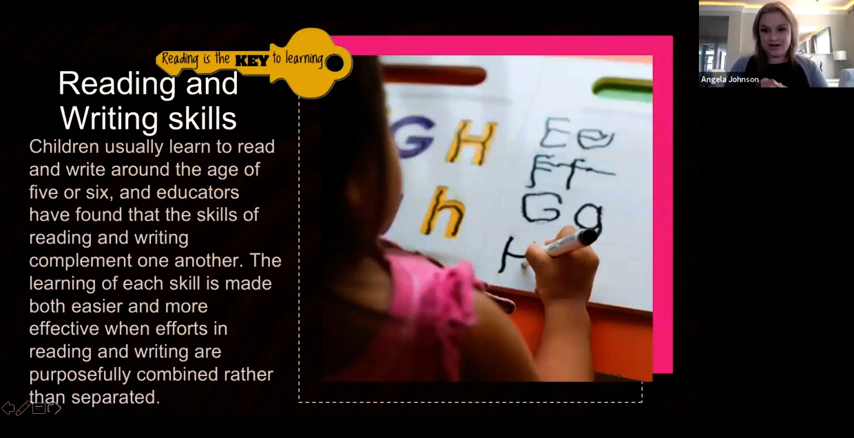 Reading is the KEY to learning
Reading and
Writing skills
Children usually learn to read
and write around the age of
five or six, and educators
have found that the skills of
reading and writing
complement one another. The
learning of each skill is made
both easier and more
effective when efforts in
reading and writing are
purposefully combined rather
than separated.
G H
h
E e
F f
G g
H
Angela Johnson